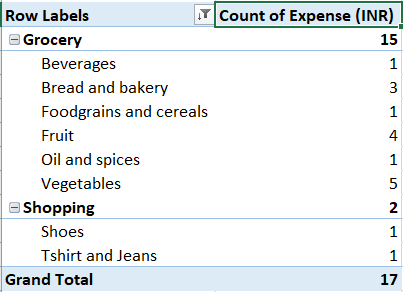 Row Labels Count of Expense (INR)
Grocery 15
Beverages 1
Bread and bakery 3
Foodgrains and cereals 1
Fruit 4
Oil and spices 1
Vegetables 5
Shopping 2
Shoes 1
Tshirt and Jeans 1
Grand Total 17